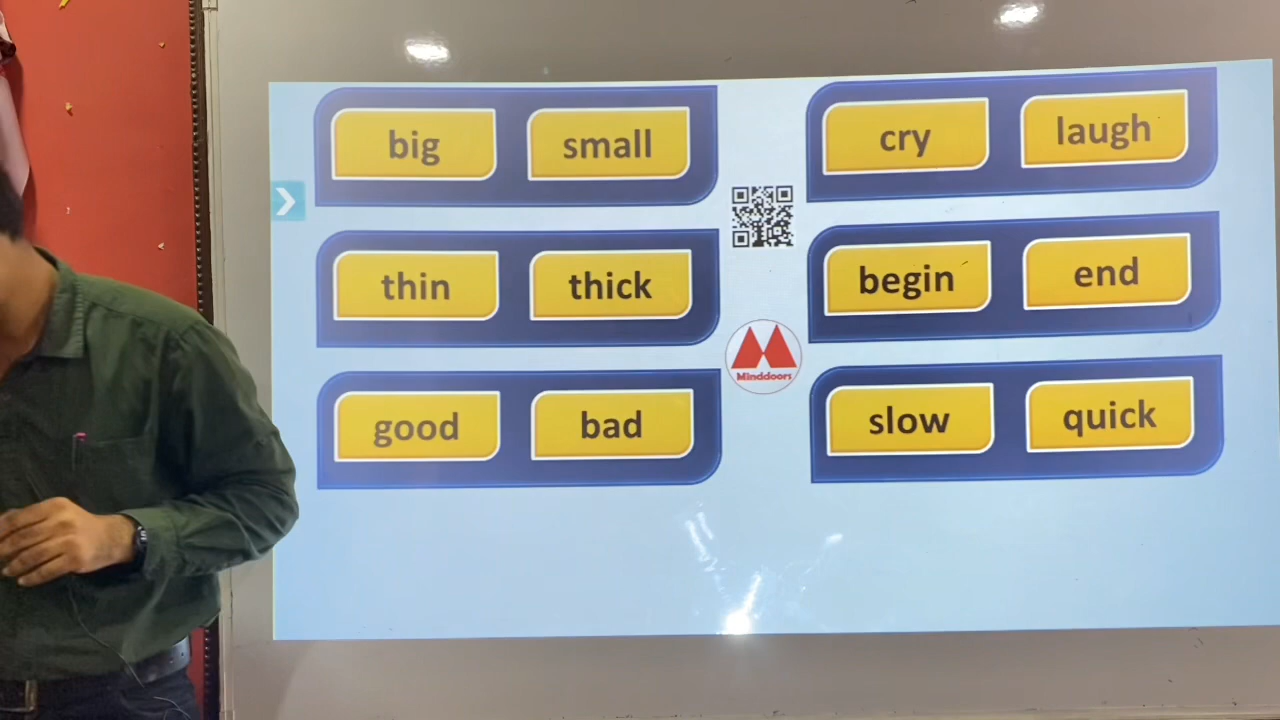 big small
cry laugh
thin thick
begin end
Minddoors
good bad
slow quick